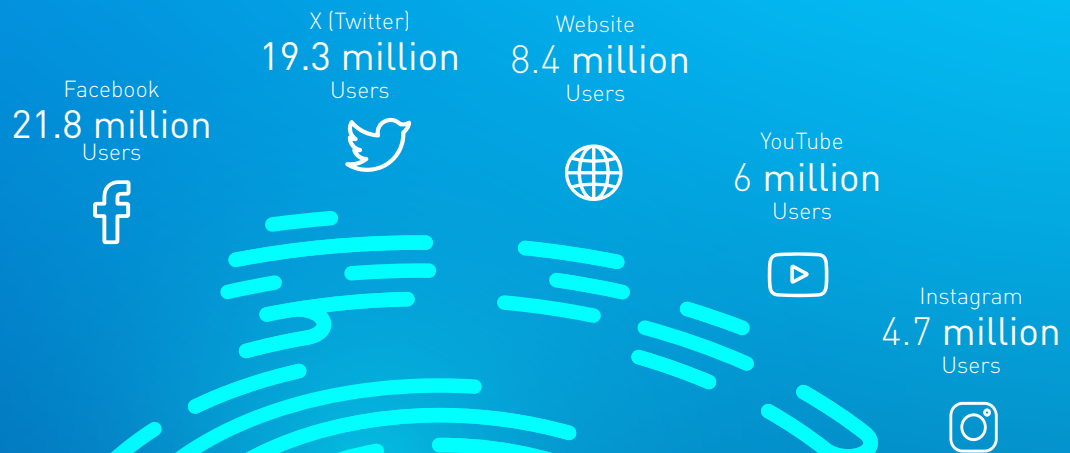 Facebook
21.8 million
Users
X (Twitter)
19.3 million
Users
Website
8.4 million
Users
YouTube
6 million
Users
Instagram
4.7 million
Users